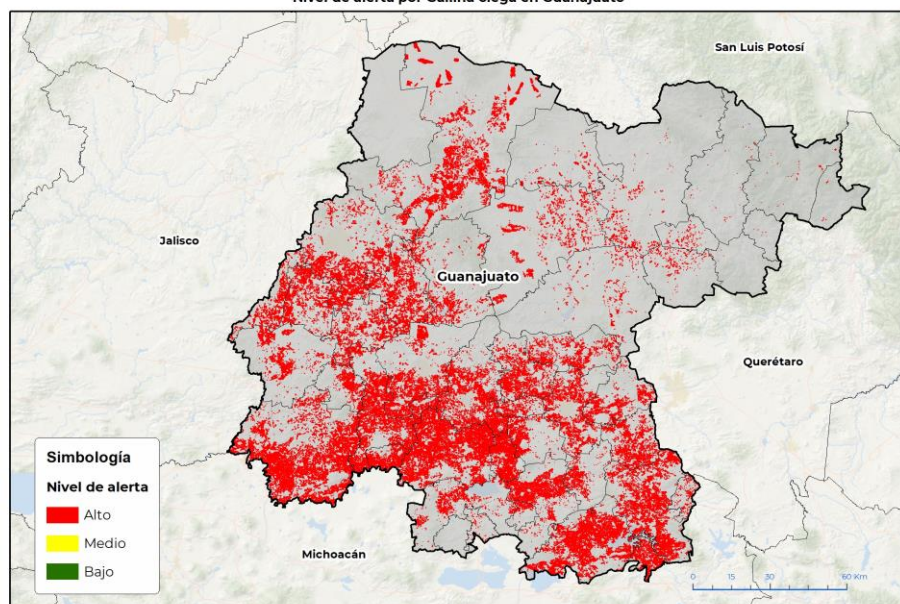 Nivel de alerta por Gallina ciega en Guanajuato
San Luis Potosí
Jalisco
Guanajuato
Querétaro
Simbología
Nivel de alerta
Alto
Medio
Bajo
Michoacán
0 15 30 60 Km